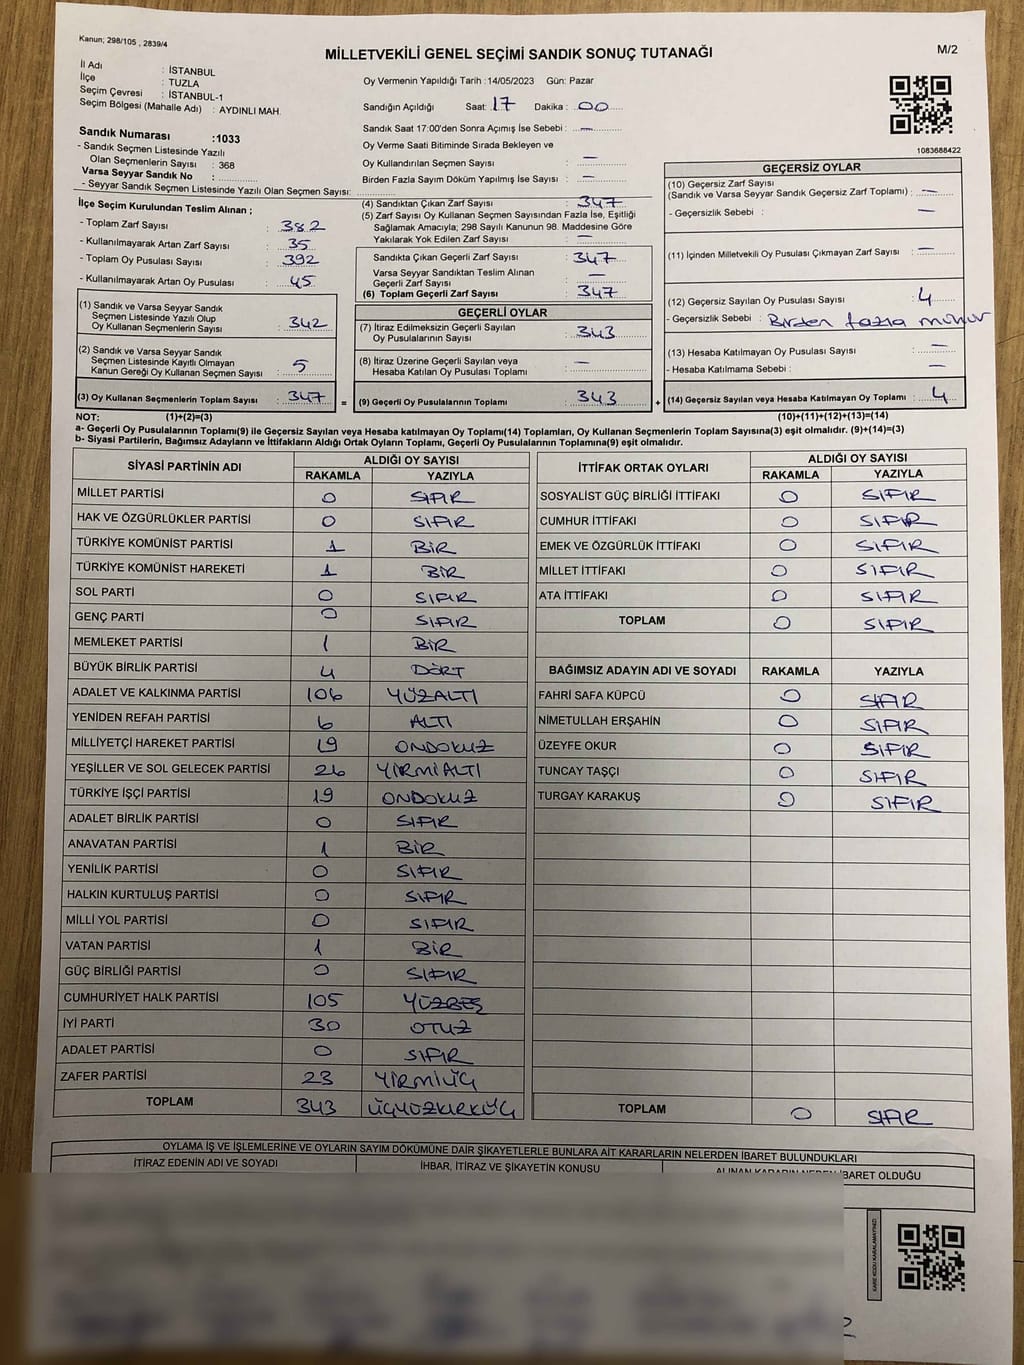 Kanun; 298/105 , 2839/4
MİLLETVEKİLİ GENEL SEÇİMİ SANDIK SONUÇ TUTANAĞI
M/2
İl Adı : İSTANBUL
İlçe : TUZLA
Seçim Çevresi : İSTANBUL-1
Seçim Bölgesi (Mahalle Adı) : AYDINLI MAH.
Sandık Numarası :1033
- Sandık Seçmen Listesinde Yazılı
Olan Seçmenlerin Sayısı : 368
Varsa Seyyar Sandık No :
- Seyyar Sandık Seçmen Listesinde Yazılı Olan Seçmen Sayısı:
Oy Vermenin Yapıldığı Tarih :14/05/2023 Gün: Pazar
Sandığın Açıldığı Saat: 17 Dakika : 00
Sandık Saat 17:00'den Sonra Açımış İse Sebebi : —
Oy Verme Saati Bitiminde Sırada Bekleyen ve
Oy Kullandırılan Seçmen Sayısı : —
Birden Fazla Sayım Döküm Yapılmış İse Sayısı : —
1083688422
İlçe Seçim Kurulundan Teslim Alınan ;
- Toplam Zarf Sayısı : 382
- Kullanılmayarak Artan Zarf Sayısı : 35
- Toplam Oy Pusulası Sayısı : 392
- Kullanılmayarak Artan Oy Pusulası : 45
(1) Sandık ve Varsa Seyyar Sandık
Seçmen Listesinde Yazılı Olup
Oy Kullanan Seçmenlerin Sayısı : 342
(2) Sandık ve Varsa Seyyar Sandık
Seçmen Listesinde Kayıtlı Olmayan
Kanun Gereği Oy Kullanan Seçmen Sayısı : 5
(3) Oy Kullanan Seçmenlerin Toplam Sayısı : 347 =
(4) Sandıktan Çıkan Zarf Sayısı : 347
(5) Zarf Sayısı Oy Kullanan Seçmen Sayısından Fazla İse, Eşitliği
Sağlamak Amacıyla; 298 Sayılı Kanunun 98. Maddesine Göre
Yakılarak Yok Edilen Zarf Sayısı : —
Sandıkta Çıkan Geçerli Zarf Sayısı : 347
Varsa Seyyar Sandıktan Teslim Alınan
Geçerli Zarf Sayısı : —
(6) Toplam Geçerli Zarf Sayısı : 347
GEÇERLİ OYLAR
(7) İtiraz Edilmeksizin Geçerli Sayılan
Oy Pusulalarının Sayısı : 343
(8) İtiraz Üzerine Geçerli Sayılan veya
Hesaba Katılan Oy Pusulası Toplamı : —
(9) Geçerli Oy Pusulalarının Toplamı : 343 +
GEÇERSİZ OYLAR
(10) Geçersiz Zarf Sayısı
(Sandık ve Varsa Seyyar Sandık Geçersiz Zarf Toplamı) : —
- Geçersizlik Sebebi : —
(11) İçinden Milletvekili Oy Pusulası Çıkmayan Zarf Sayısı : —
(12) Geçersiz Sayılan Oy Pusulası Sayısı : 4
- Geçersizlik Sebebi : Birden fazla mühür
(13) Hesaba Katılmayan Oy Pusulası Sayısı : —
- Hesaba Katılmama Sebebi : —
(14) Geçersiz Sayılan veya Hesaba Katılmayan Oy Toplamı : 4
NOT: (1)+(2)=(3) (10)+(11)+(12)+(13)=(14)
a- Geçerli Oy Pusulalarının Toplamı(9) ile Geçersiz Sayılan veya Hesaba katılmayan Oy Toplamı(14) Toplamları, Oy Kullanan Seçmenlerin Toplam Sayısına(3) eşit olmalıdır. (9)+(14)=(3)
b- Siyasi Partilerin, Bağımsız Adayların ve İttifakların Aldığı Ortak Oyların Toplamı, Geçerli Oy Pusulalarının Toplamına(9) eşit olmalıdır.
SİYASİ PARTİNİN ADI ALDIĞI OY SAYISI
RAKAMLA YAZIYLA
MİLLET PARTİSİ 0 SIFIR
HAK VE ÖZGÜRLÜKLER PARTİSİ 0 SIFIR
TÜRKİYE KOMÜNİST PARTİSİ 1 BİR
TÜRKİYE KOMÜNİST HAREKETİ 1 BİR
SOL PARTİ 0 SIFIR
GENÇ PARTİ 0 SIFIR
MEMLEKET PARTİSİ 1 BİR
BÜYÜK BİRLİK PARTİSİ 4 DÖRT
ADALET VE KALKINMA PARTİSİ 106 YÜZALTI
YENİDEN REFAH PARTİSİ 6 ALTI
MİLLİYETÇİ HAREKET PARTİSİ 19 ONDOKUZ
YEŞİLLER VE SOL GELECEK PARTİSİ 26 YİRMİALTI
TÜRKİYE İŞÇİ PARTİSİ 19 ONDOKUZ
ADALET BİRLİK PARTİSİ 0 SIFIR
ANAVATAN PARTİSİ 1 BİR
YENİLİK PARTİSİ 0 SIFIR
HALKIN KURTULUŞ PARTİSİ 0 SIFIR
MİLLİ YOL PARTİSİ 0 SIFIR
VATAN PARTİSİ 1 BİR
GÜÇ BİRLİĞİ PARTİSİ 0 SIFIR
CUMHURİYET HALK PARTİSİ 105 YÜZBEŞ
İYİ PARTİ 30 OTUZ
ADALET PARTİSİ 0 SIFIR
ZAFER PARTİSİ 23 YİRMİÜÇ
TOPLAM 343 ÜÇYÜZKIRKÜÇ
İTTİFAK ORTAK OYLARI ALDIĞI OY SAYISI
RAKAMLA YAZIYLA
SOSYALİST GÜÇ BİRLİĞİ İTTİFAKI 0 SIFIR
CUMHUR İTTİFAKI 0 SIFIR
EMEK VE ÖZGÜRLÜK İTTİFAKI 0 SIFIR
MİLLET İTTİFAKI 0 SIFIR
ATA İTTİFAKI 0 SIFIR
TOPLAM 0 SIFIR
BAĞIMSIZ ADAYIN ADI VE SOYADI RAKAMLA YAZIYLA
FAHRİ SAFA KÜPCÜ 0 SIFIR
NİMETULLAH ERŞAHİN 0 SIFIR
ÜZEYFE OKUR 0 SIFIR
TUNCAY TAŞÇI 0 SIFIR
TURGAY KARAKUŞ 0 SIFIR
TOPLAM 0 SIFIR
OYLAMA İŞ VE İŞLEMLERİNE VE OYLARIN SAYIM DÖKÜMÜNE DAİR ŞİKAYETLERLE BUNLARA AİT KARARLARIN NELERDEN İBARET BULUNDUKLARI
İTİRAZ EDENİN ADI VE SOYADI İHBAR, İTİRAZ VE ŞİKAYETİN KONUSU ALINAN KARARIN NEDEN İBARET OLDUĞU
KARE KODU KARALAMAYINIZ!